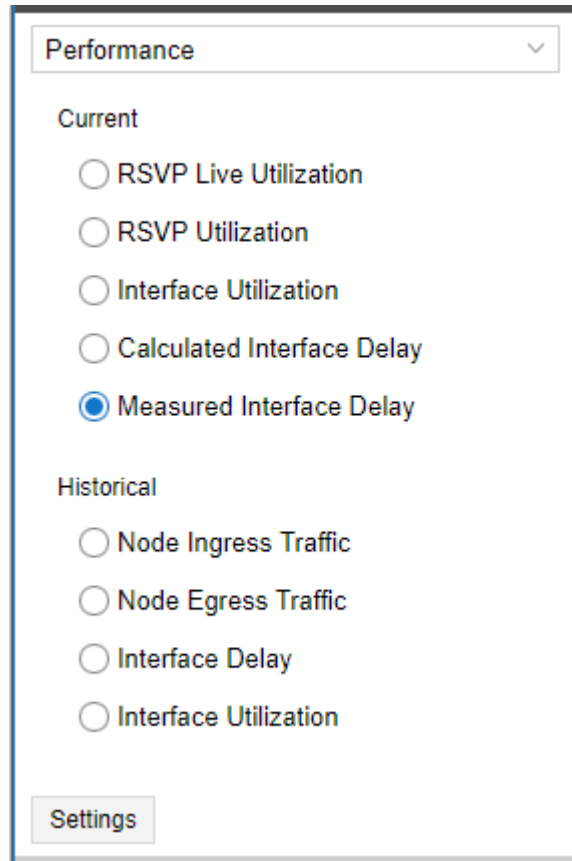 Performance
Current
RSVP Live Utilization
RSVP Utilization
Interface Utilization
Calculated Interface Delay
Measured Interface Delay
Historical
Node Ingress Traffic
Node Egress Traffic
Interface Delay
Interface Utilization
Settings